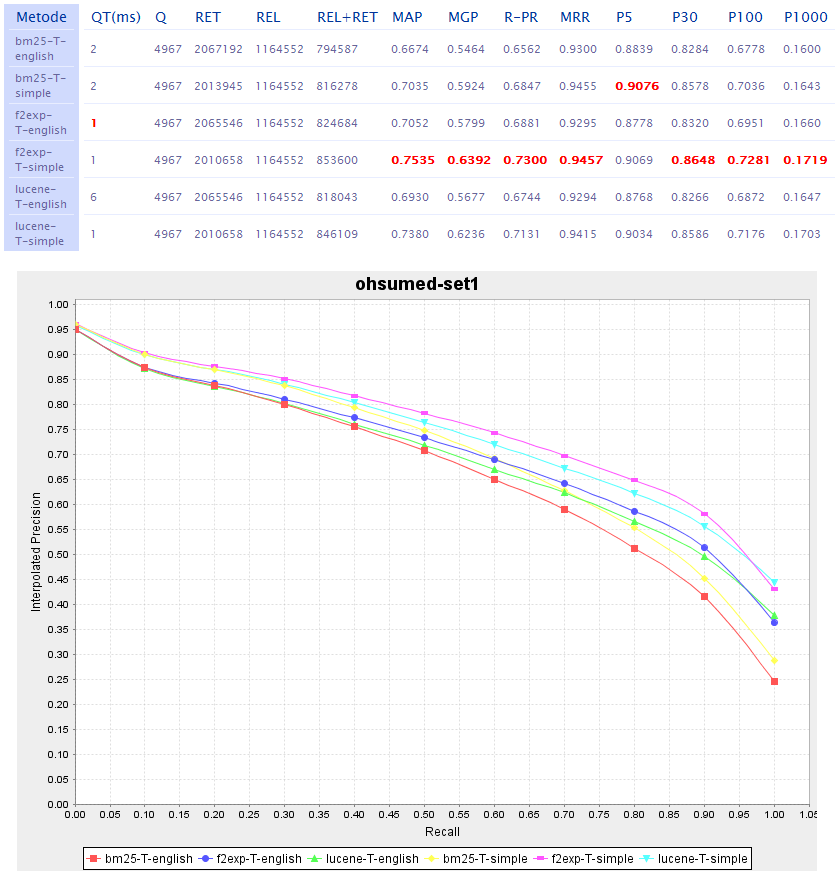 Metode QT(ms) Q RET REL REL+RET MAP MGP R-PR MRR P5 P30 P100 P1000
bm25-T-english 2 4967 2067192 1164552 794587 0.6674 0.5464 0.6562 0.9300 0.8839 0.8284 0.6778 0.1600
bm25-T-simple 2 4967 2013945 1164552 816278 0.7035 0.5924 0.6847 0.9455 0.9076 0.8578 0.7036 0.1643
f2exp-T-english 1 4967 2065546 1164552 824684 0.7052 0.5799 0.6881 0.9295 0.8778 0.8320 0.6951 0.1660
f2exp-T-simple 1 4967 2010658 1164552 853600 0.7535 0.6392 0.7300 0.9457 0.9069 0.8648 0.7281 0.1719
lucene-T-english 6 4967 2065546 1164552 818043 0.6930 0.5677 0.6744 0.9294 0.8768 0.8266 0.6872 0.1647
lucene-T-simple 1 4967 2010658 1164552 846109 0.7380 0.6236 0.7131 0.9415 0.9034 0.8586 0.7176 0.1703
ohsumed-set1
1.00
0.95
0.90
0.85
0.80
0.75
0.70
0.65
0.60
0.55
0.50
0.45
0.40
0.35
0.30
0.25
0.20
0.15
0.10
0.05
0.00
Interpolated Precision
0.00 0.05 0.10 0.15 0.20 0.25 0.30 0.35 0.40 0.45 0.50 0.55 0.60 0.65 0.70 0.75 0.80 0.85 0.90 0.95 1.00 1.05
Recall
bm25-T-english f2exp-T-english lucene-T-english bm25-T-simple f2exp-T-simple lucene-T-simple